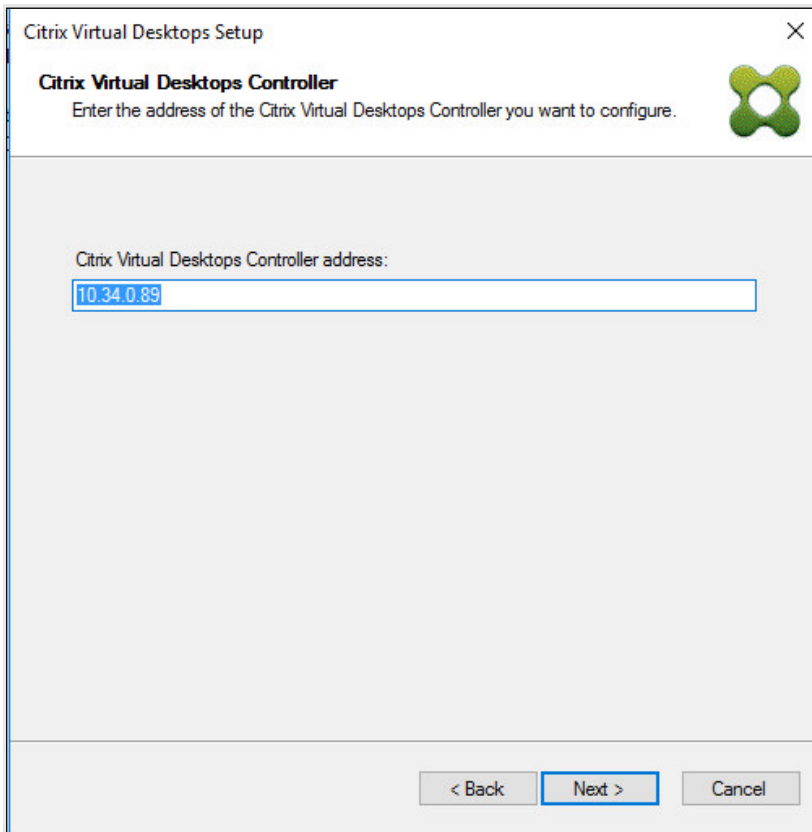 Citrix Virtual Desktops Setup
Citrix Virtual Desktops Controller
Enter the address of the Citrix Virtual Desktops Controller you want to configure.
Citrix Virtual Desktops Controller address:
10.34.0.89
< Back Next > Cancel